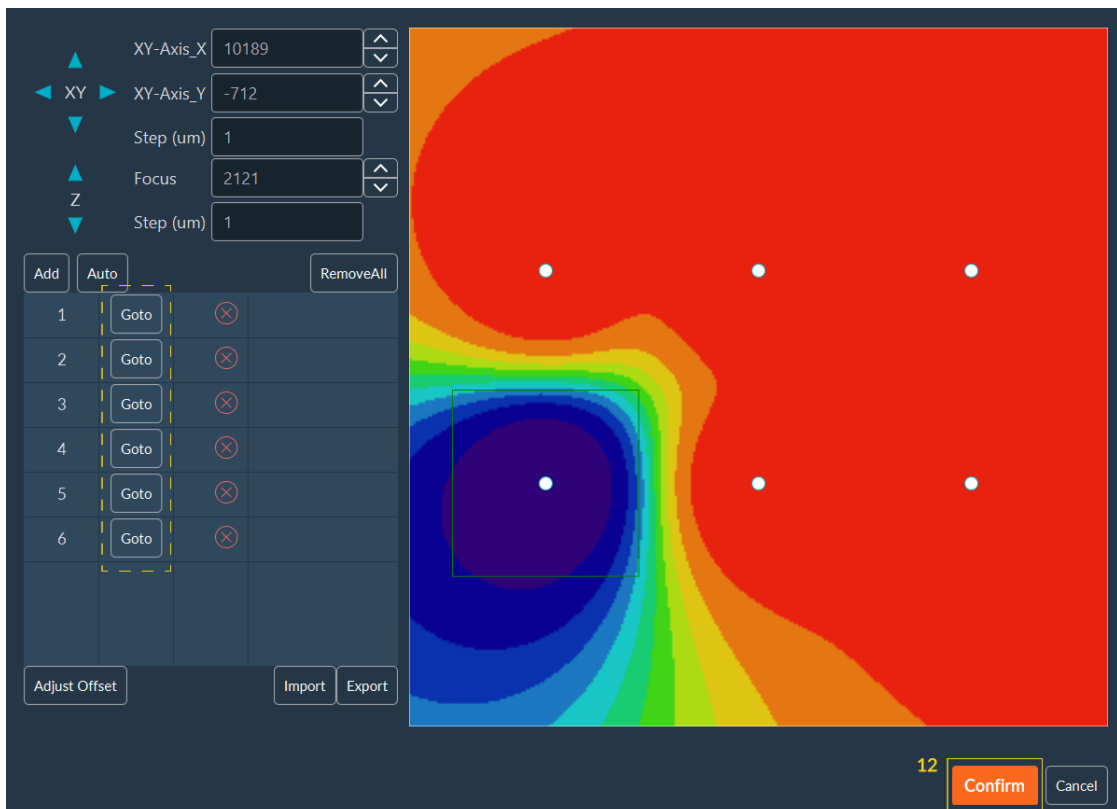 XY-Axis_X 10189
XY XY-Axis_Y -712
Step (um) 1
Focus 2121
Z
Step (um) 1
Add Auto RemoveAll
1 Goto
2 Goto
3 Goto
4 Goto
5 Goto
6 Goto
Adjust Offset Import Export
12 Confirm Cancel